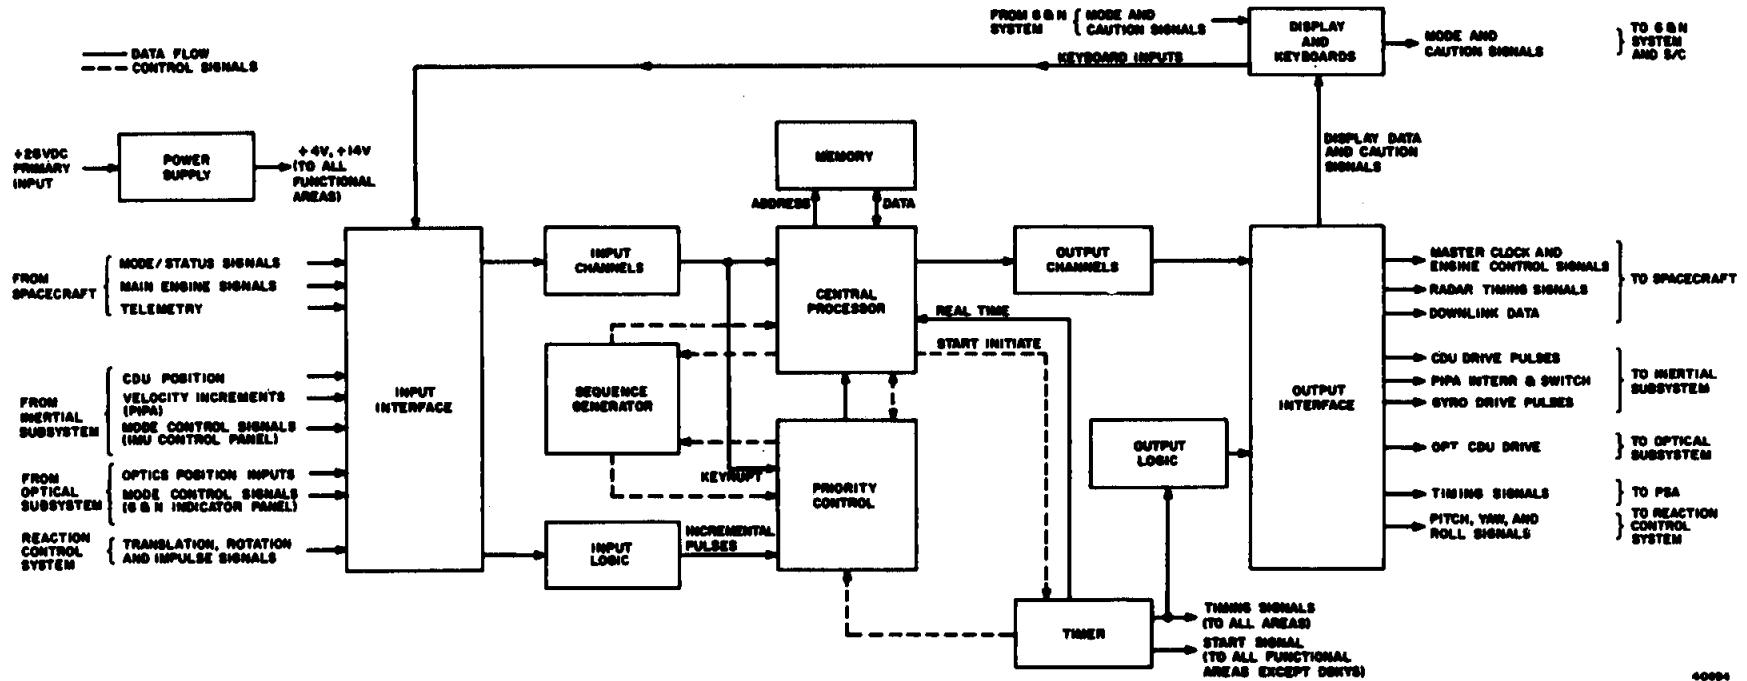 FROM G & N
SYSTEM
MODE AND
CAUTION SIGNALS
DISPLAY
AND
KEYBOARDS
MODE AND
CAUTION SIGNALS
TO G & N
SYSTEM
AND S/C
DATA FLOW
CONTROL SIGNALS
KEYBOARD INPUTS
+28VDC
PRIMARY
INPUT
POWER
SUPPLY
+4V, +14V
(TO ALL
FUNCTIONAL
AREAS)
MEMORY
DISPLAY DATA
AND CAUTION
SIGNALS
ADDRESS
DATA
FROM
SPACECRAFT
MODE/STATUS SIGNALS
MAIN ENGINE SIGNALS
TELEMETRY
INPUT
CHANNELS
CENTRAL
PROCESSOR
OUTPUT
CHANNELS
MASTER CLOCK AND
ENGINE CONTROL SIGNALS
RADAR TIMING SIGNALS
DOWNLINK DATA
TO SPACECRAFT
REAL TIME
START INITIATE
FROM
INERTIAL
SUBSYSTEM
CDU POSITION
VELOCITY INCREMENTS
(PIPA)
MODE CONTROL SIGNALS
(IMU CONTROL PANEL)
INPUT
INTERFACE
SEQUENCE
GENERATOR
OUTPUT
INTERFACE
CDU DRIVE PULSES
PIPA INTERR & SWITCH
GYRO DRIVE PULSES
TO INERTIAL
SUBSYSTEM
FROM
OPTICAL
SUBSYSTEM
OPTICS POSITION INPUTS
MODE CONTROL SIGNALS
(G & N INDICATOR PANEL)
KEYRUPT
PRIORITY
CONTROL
OUTPUT
LOGIC
OPT CDU DRIVE
TO OPTICAL
SUBSYSTEM
TIMING SIGNALS
TO PSA
PITCH, YAW, AND
ROLL SIGNALS
TO REACTION
CONTROL
SYSTEM
REACTION
CONTROL
SYSTEM
TRANSLATION, ROTATION
AND IMPULSE SIGNALS
INPUT
LOGIC
INCREMENTAL
PULSES
TIMER
TIMING SIGNALS
(TO ALL AREAS)
START SIGNAL
(TO ALL FUNCTIONAL
AREAS EXCEPT DSKYS)